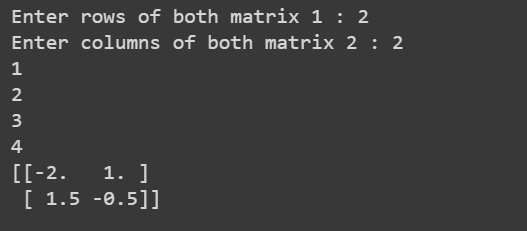 Enter rows of both matrix 1 : 2
Enter columns of both matrix 2 : 2
1
2
3
4
[[-2.   1. ]
 [ 1.5 -0.5]]